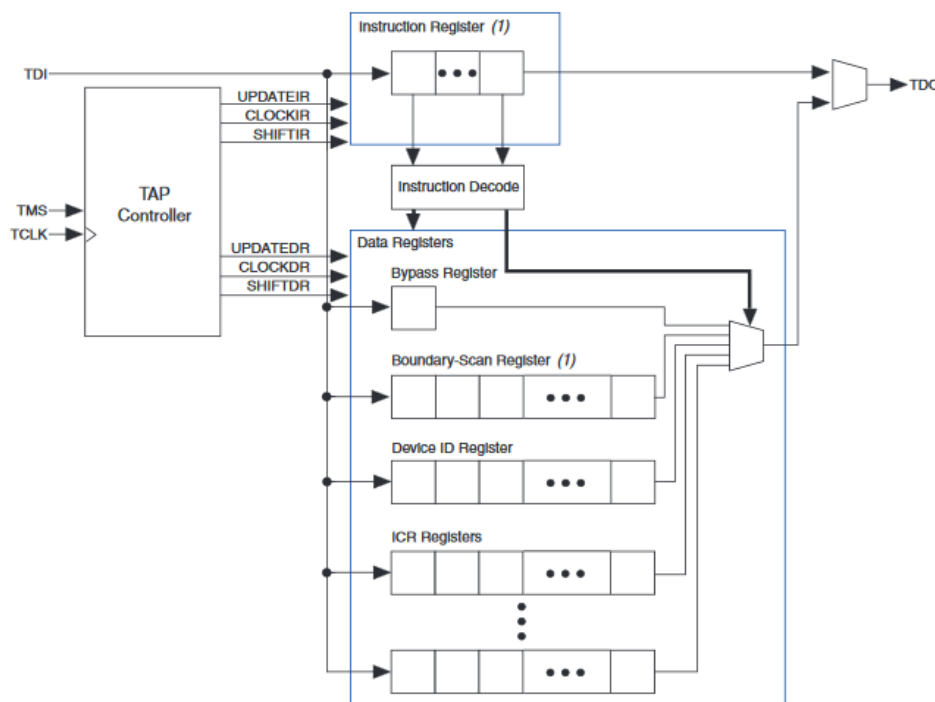 Instruction Register (1)
TDI
UPDATEIR
CLOCKIR
SHIFTIR
TDO
TAP
Controller
TMS
TCLK
Instruction Decode
Data Registers
UPDATEDR
CLOCKDR
SHIFTDR
Bypass Register
Boundary-Scan Register (1)
Device ID Register
ICR Registers